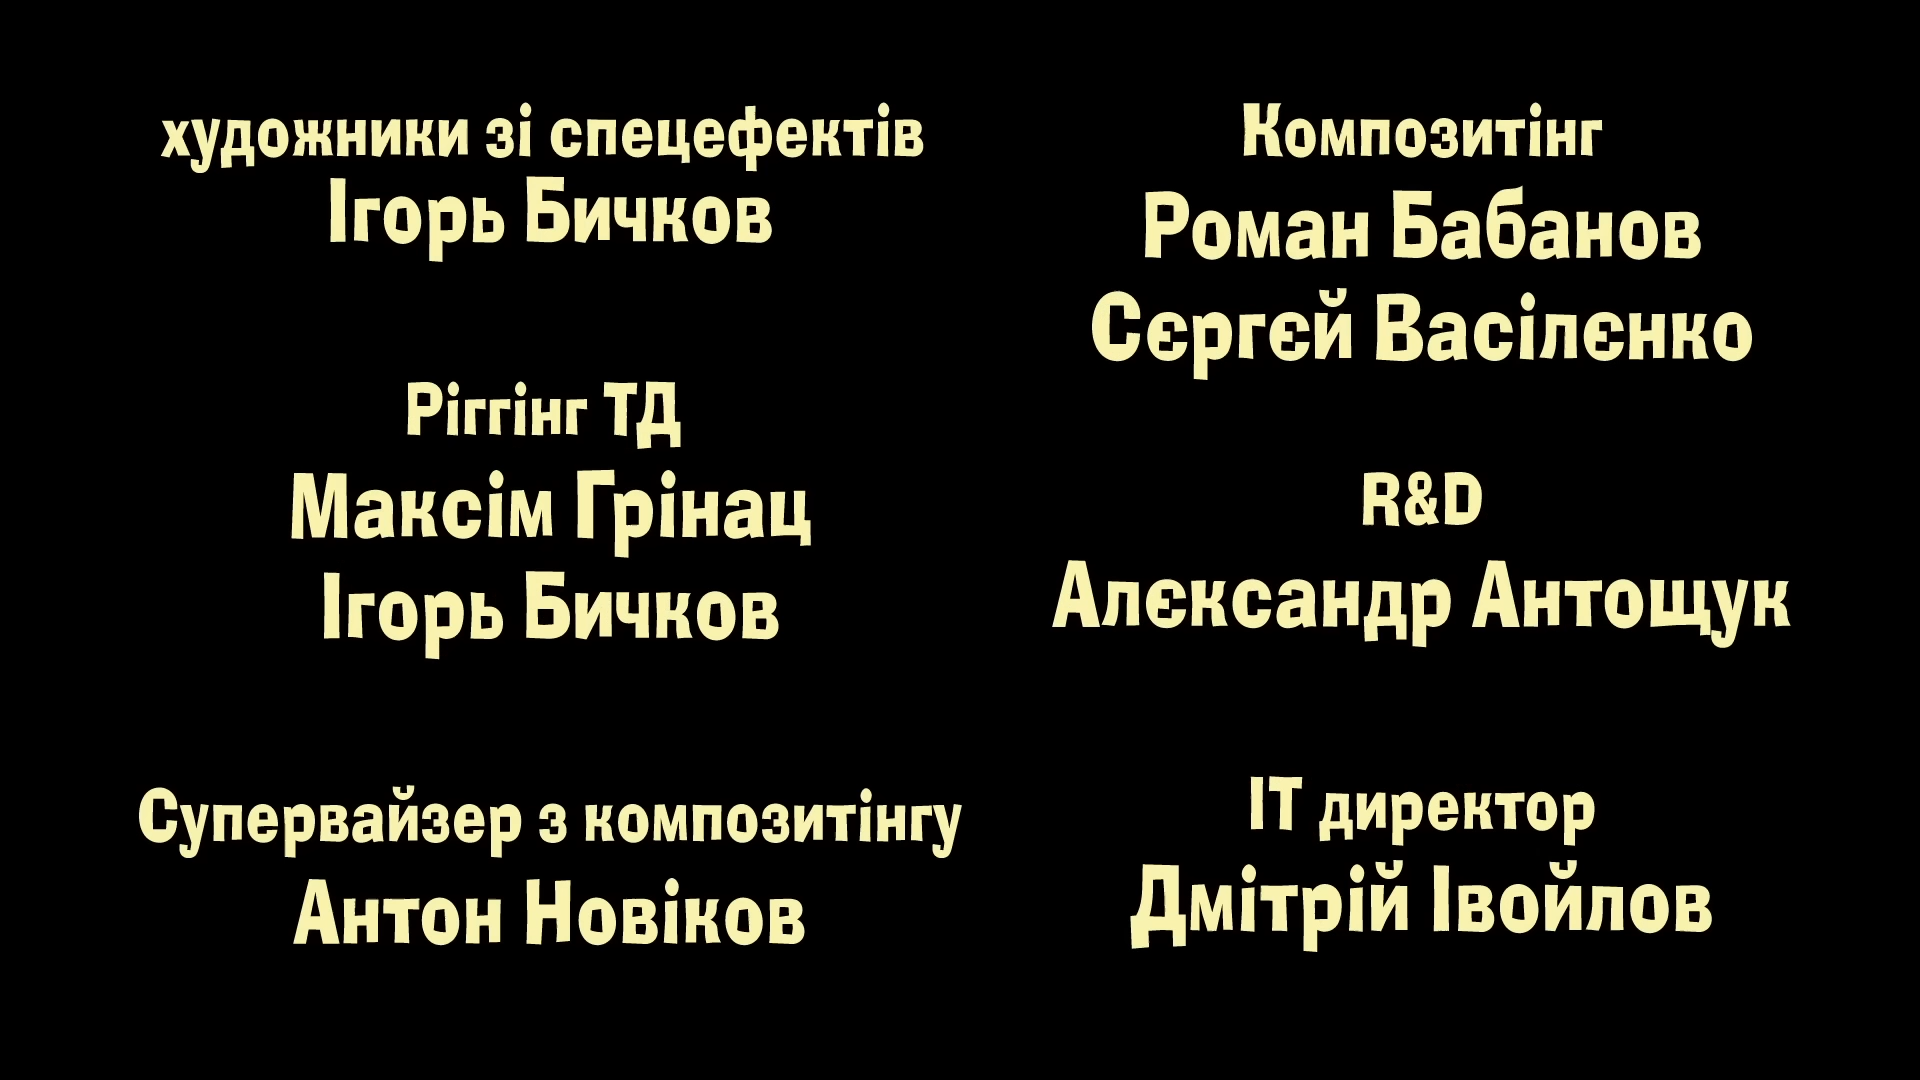 художники зі спецефектів
Ігорь Бичков
Ріггінг ТД
Максім Грінац
Ігорь Бичков
Супервайзер з композитінгу
Антон Новіков
Композитінг
Роман Бабанов
Сєргєй Васілєнко
R&D
Алєксандр Антощук
ІТ директор
Дмітрій Івойлов